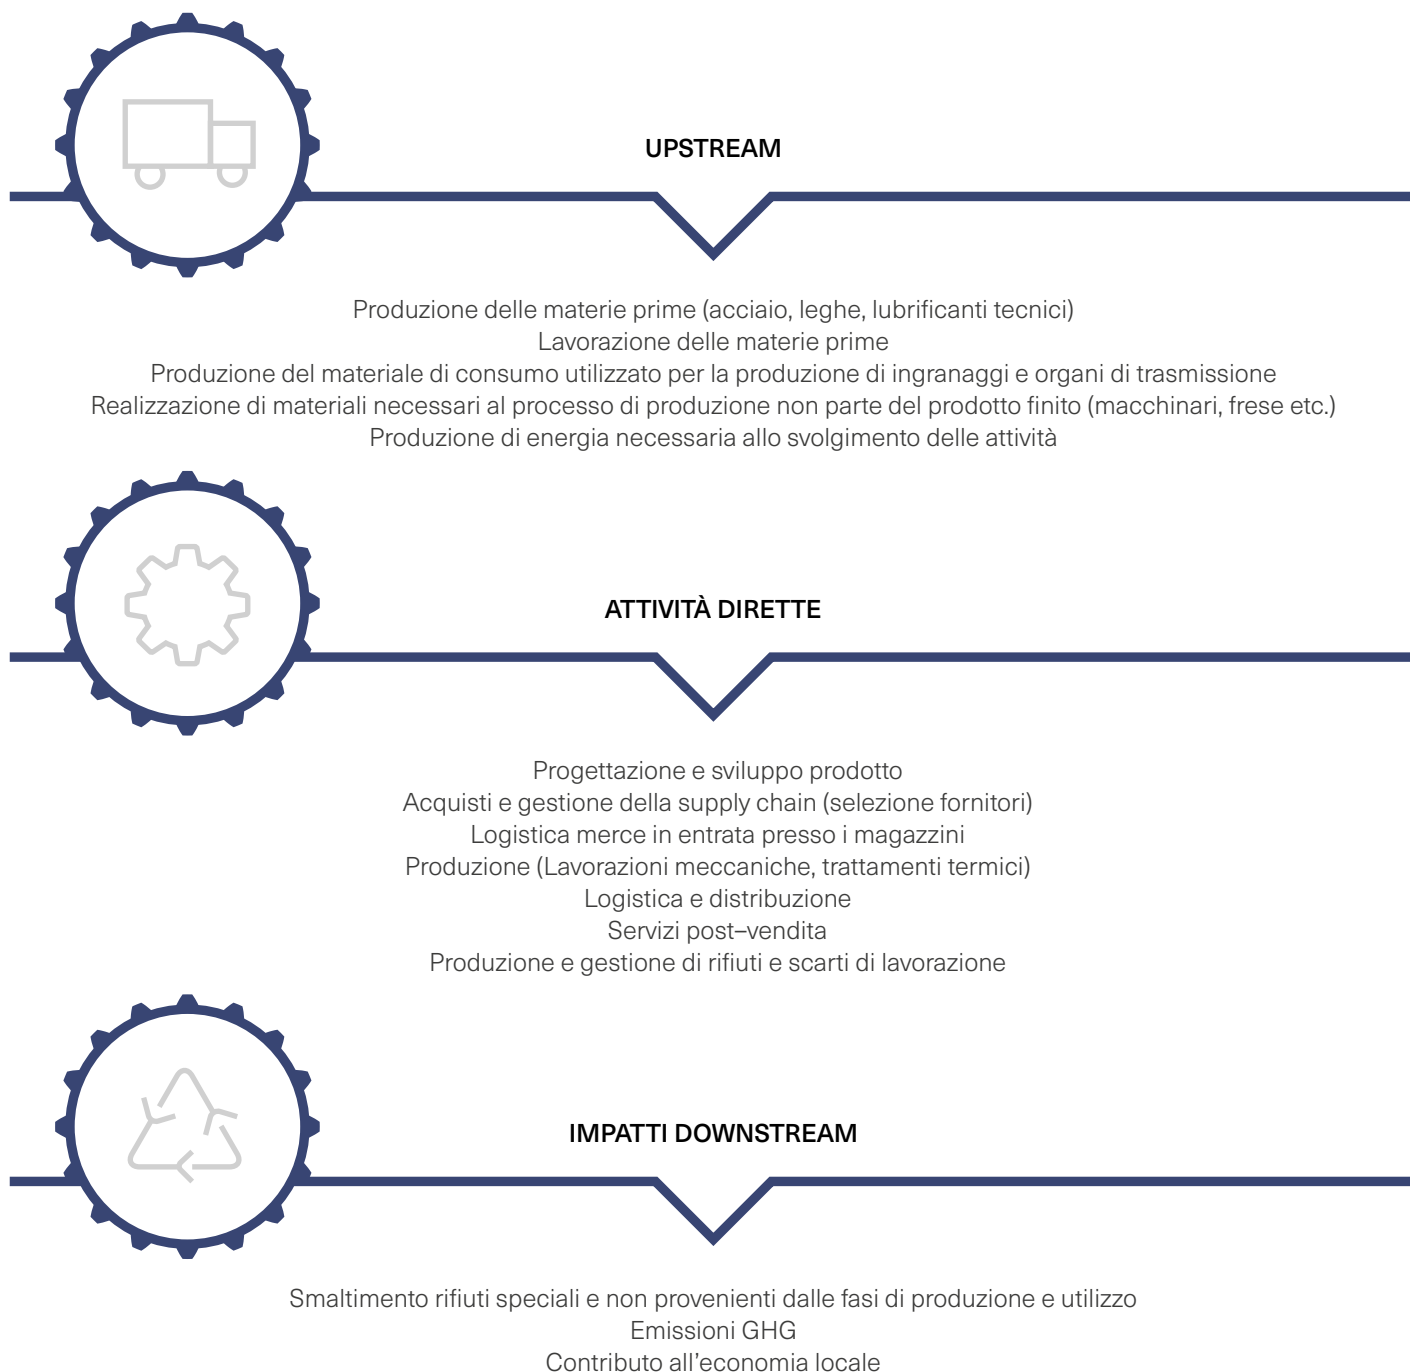 UPSTREAM
Produzione delle materie prime (acciaio, leghe, lubrificanti tecnici)
Lavorazione delle materie prime
Produzione del materiale di consumo utilizzato per la produzione di ingranaggi e organi di trasmissione
Realizzazione di materiali necessari al processo di produzione non parte del prodotto finito (macchinari, frese etc.)
Produzione di energia necessaria allo svolgimento delle attività
ATTIVITÀ DIRETTE
Progettazione e sviluppo prodotto
Acquisti e gestione della supply chain (selezione fornitori)
Logistica merce in entrata presso i magazzini
Produzione (Lavorazioni meccaniche, trattamenti termici)
Logistica e distribuzione
Servizi post–vendita
Produzione e gestione di rifiuti e scarti di lavorazione
IMPATTI DOWNSTREAM
Smaltimento rifiuti speciali e non provenienti dalle fasi di produzione e utilizzo
Emissioni GHG
Contributo all’economia locale